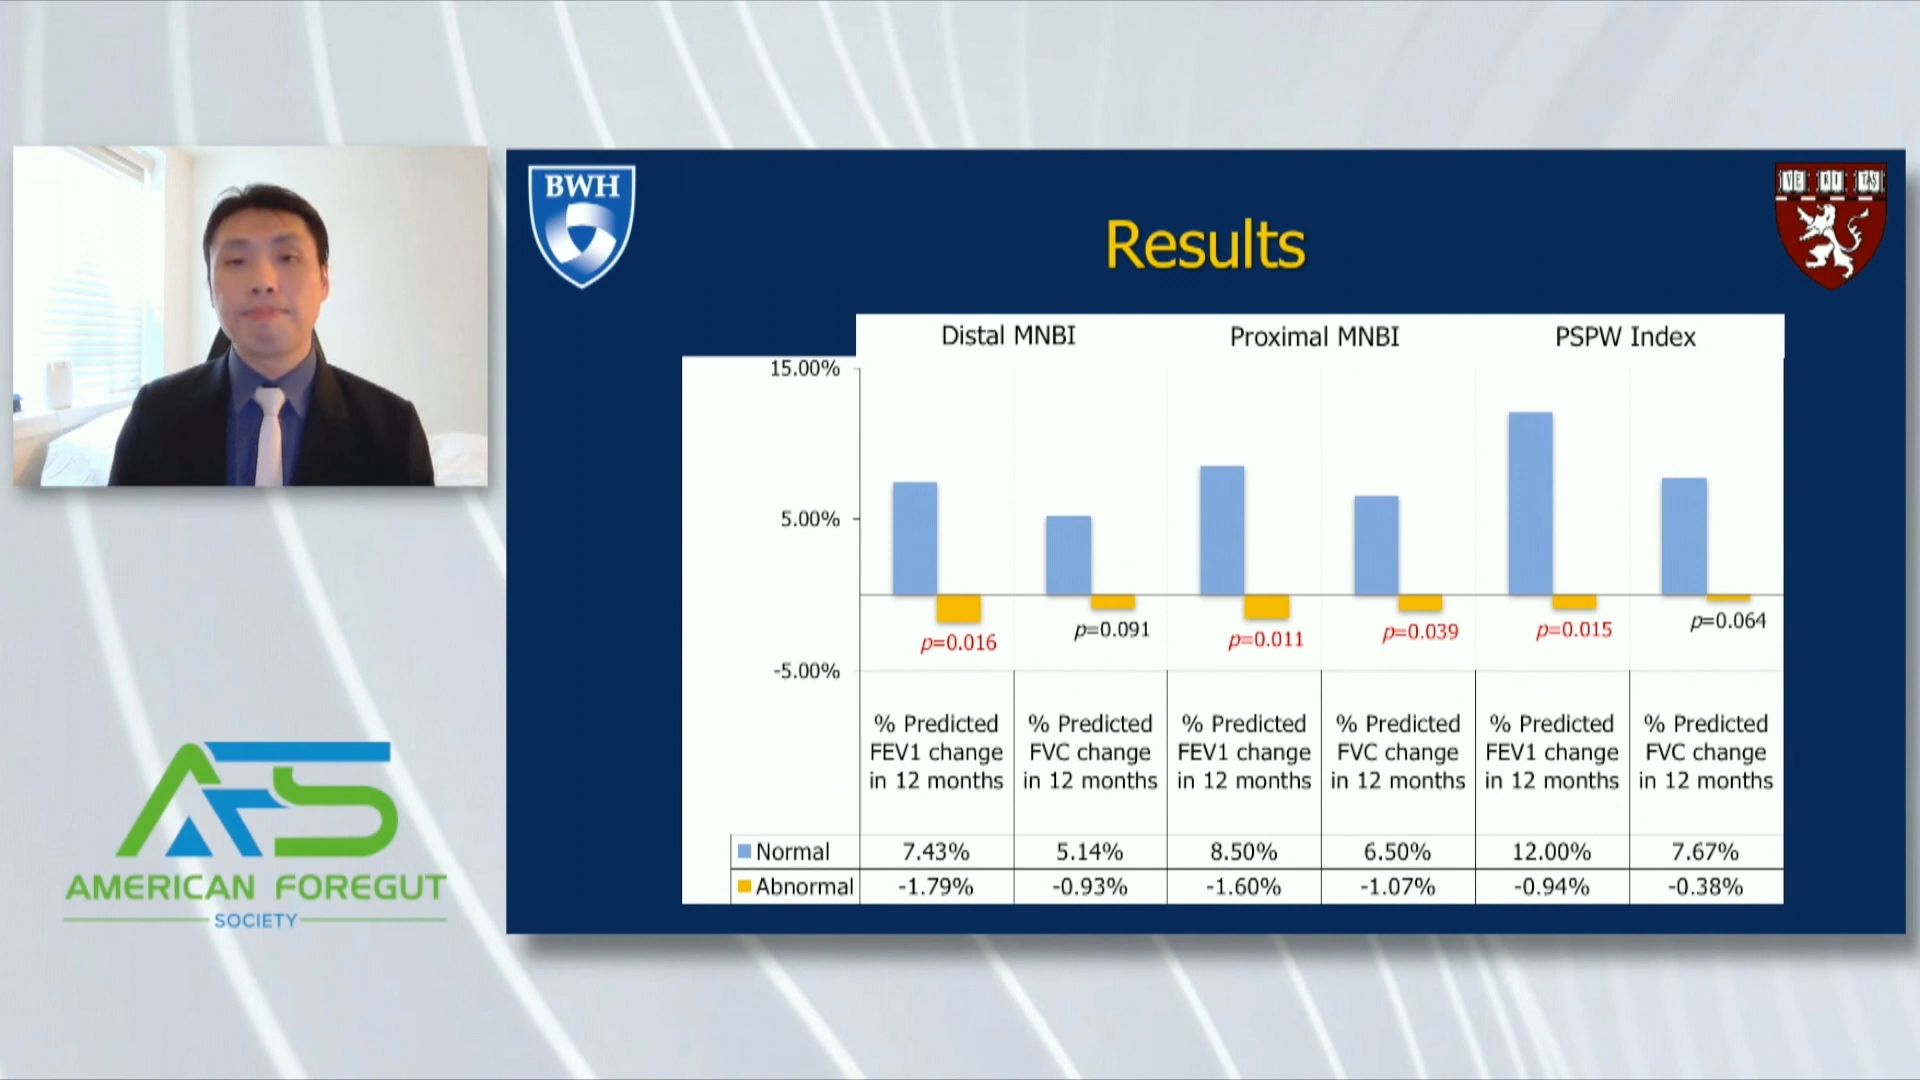 BWH
VE RI TAS
Results
Distal MNBI Proximal MNBI PSPW Index
15.00%
5.00%
-5.00%
p=0.016 p=0.091 p=0.011 p=0.039 p=0.015 p=0.064
% Predicted FEV1 change in 12 months
% Predicted FVC change in 12 months
% Predicted FEV1 change in 12 months
% Predicted FVC change in 12 months
% Predicted FEV1 change in 12 months
% Predicted FVC change in 12 months
Normal 7.43% 5.14% 8.50% 6.50% 12.00% 7.67%
Abnormal -1.79% -0.93% -1.60% -1.07% -0.94% -0.38%
AFS
AMERICAN FOREGUT
SOCIETY